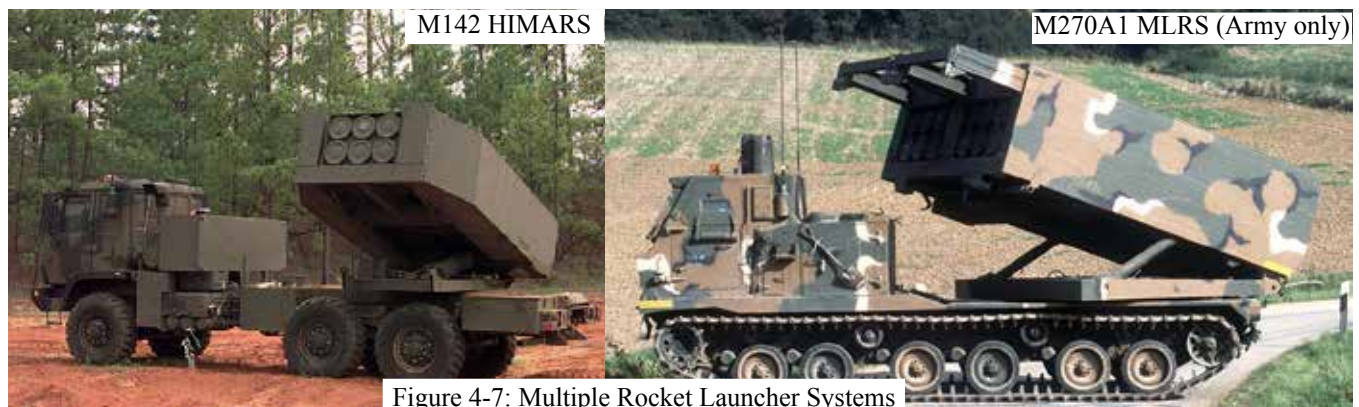 M142 HIMARS
M270A1 MLRS (Army only)
Figure 4-7: Multiple Rocket Launcher Systems